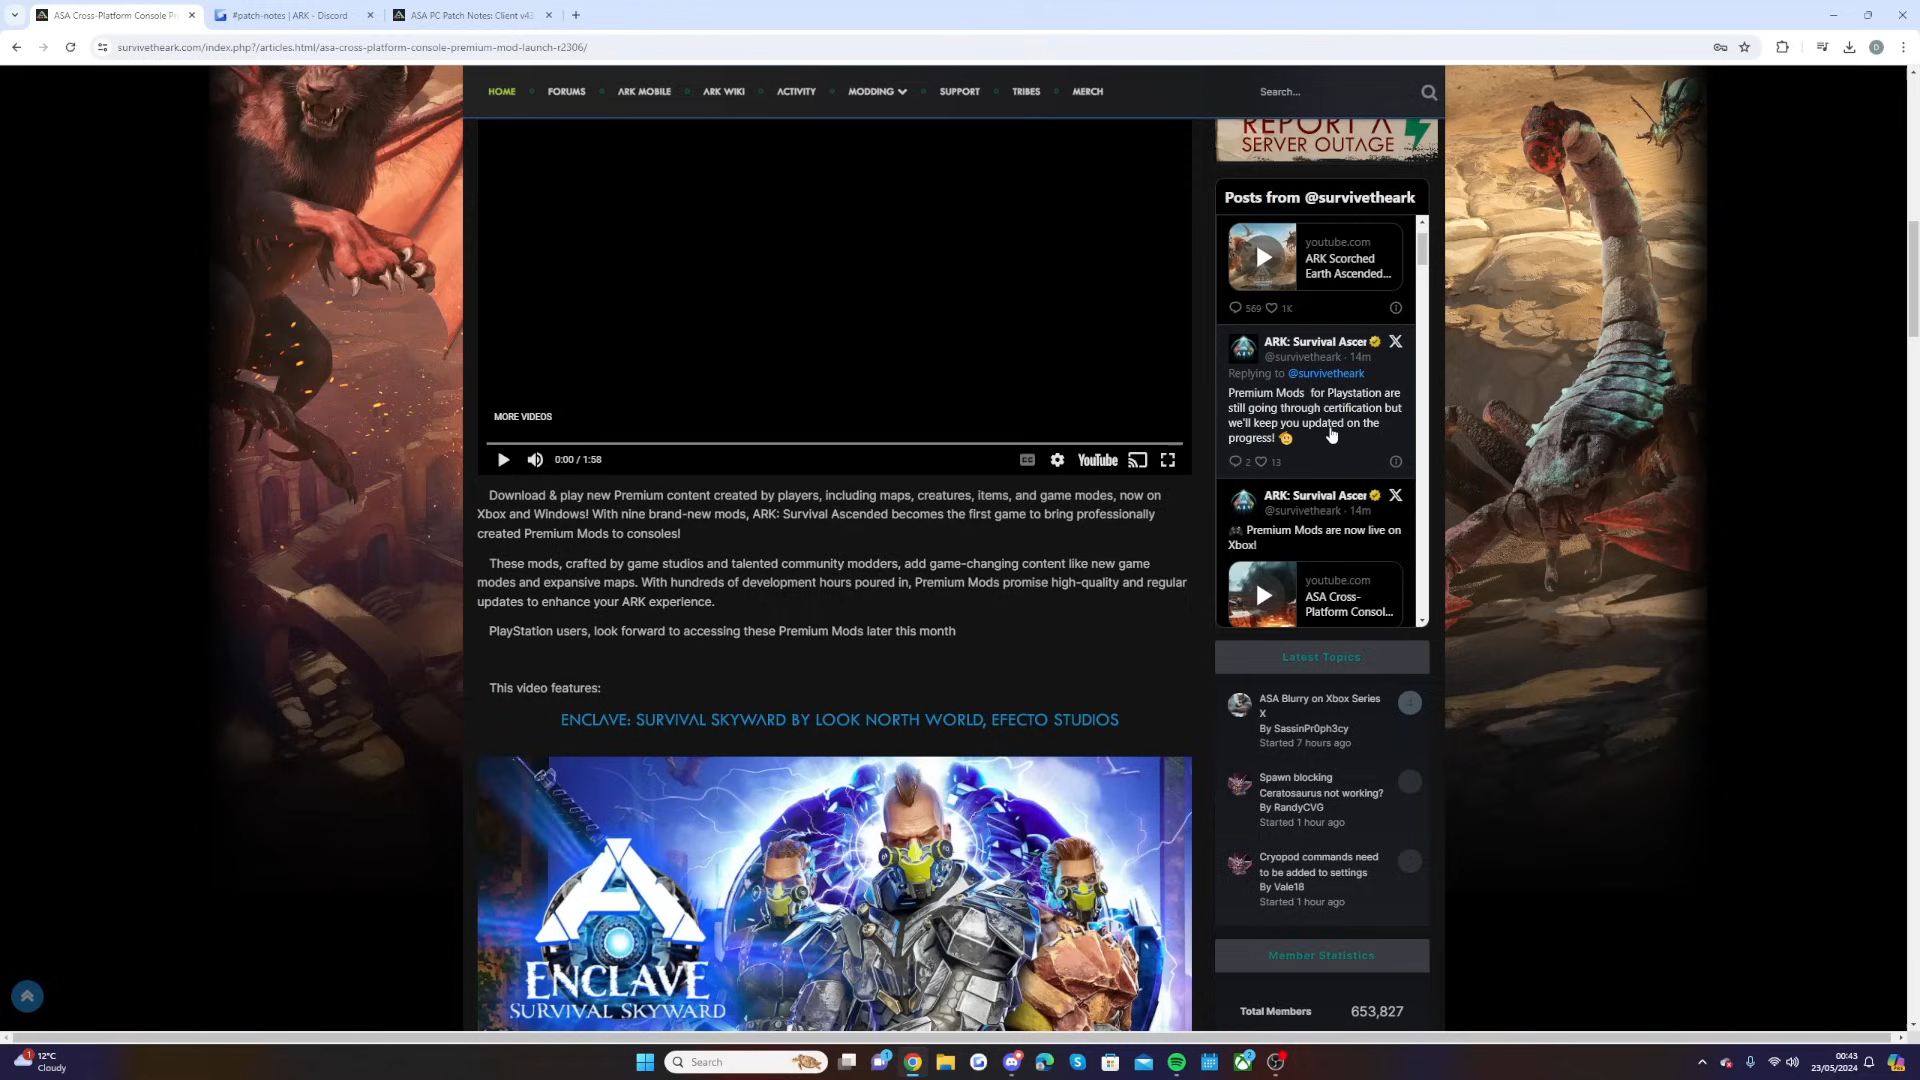 ASA Cross-Platform Console Pr
#patch-notes | ARK - Discord
ASA PC Patch Notes: Client v43
survivetheark.com/index.php?/articles.html/asa-cross-platform-console-premium-mod-launch-r2306/
HOME
FORUMS
ARK MOBILE
ARK WIKI
ACTIVITY
MODDING
SUPPORT
TRIBES
MERCH
Search...
REPORT A
SERVER OUTAGE
MORE VIDEOS
0:00 / 1:58
CC
YouTube
Download & play new Premium content created by players, including maps, creatures, items, and game modes, now on
Xbox and Windows! With nine brand-new mods, ARK: Survival Ascended becomes the first game to bring professionally
created Premium Mods to consoles!
These mods, crafted by game studios and talented community modders, add game-changing content like new game
modes and expansive maps. With hundreds of development hours poured in, Premium Mods promise high-quality and regular
updates to enhance your ARK experience.
PlayStation users, look forward to accessing these Premium Mods later this month
This video features:
ENCLAVE: SURVIVAL SKYWARD BY LOOK NORTH WORLD, EFECTO STUDIOS
ENCLAVE
SURVIVAL SKYWARD
Posts from @survivetheark
youtube.com
ARK Scorched
Earth Ascended...
569 1K
ARK: Survival Ascer
@survivetheark · 14m
Replying to @survivetheark
Premium Mods for Playstation are
still going through certification but
we'll keep you updated on the
progress! 🫡
2 13
ARK: Survival Ascer
@survivetheark · 14m
🎮 Premium Mods are now live on
Xbox!
youtube.com
ASA Cross-
Platform Consol...
Latest Topics
ASA Blurry on Xbox Series
X
By SassinPr0ph3cy
Started 7 hours ago
4
Spawn blocking
Ceratosaurus not working?
By RandyCVG
Started 1 hour ago
Cryopod commands need
to be added to settings
By Vale18
Started 1 hour ago
Member Statistics
Total Members 653,827
12°C
Cloudy
Search
00:43
23/05/2024